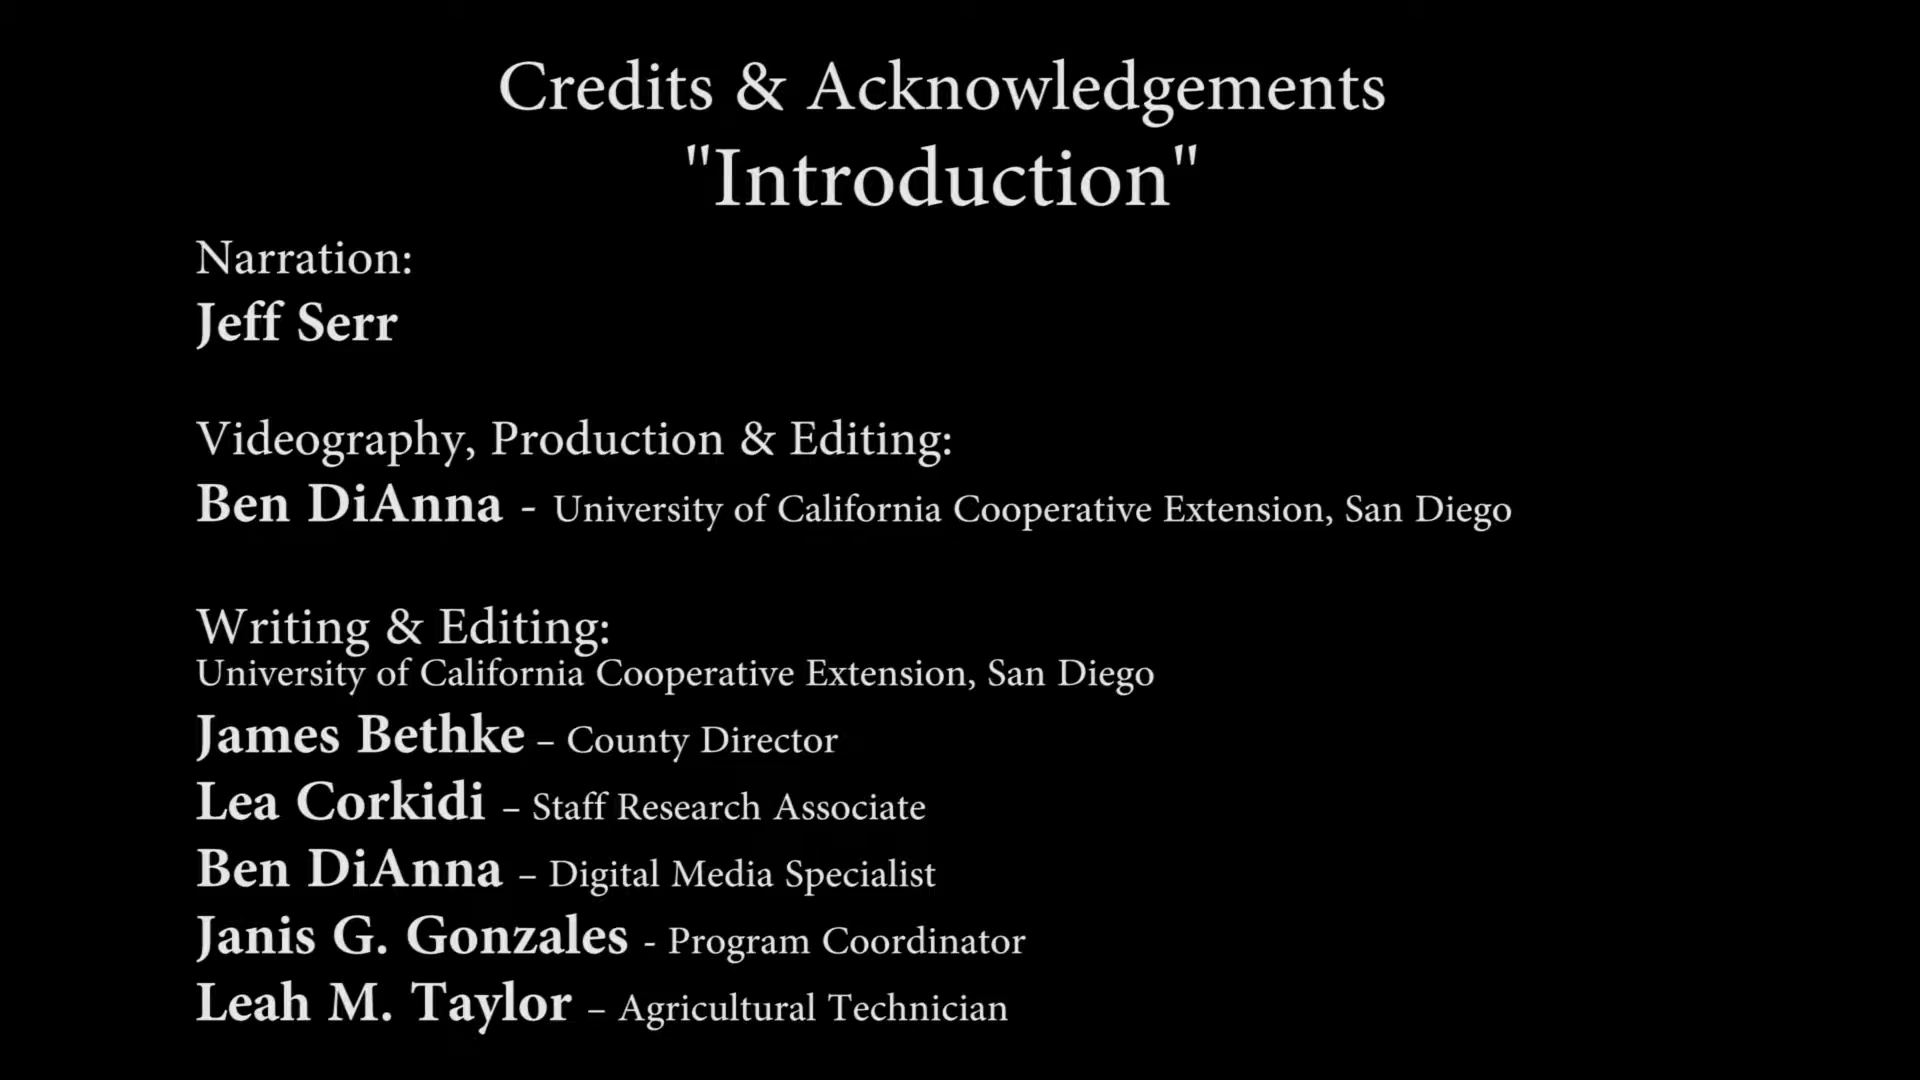 Credits & Acknowledgements
"Introduction"
Narration:
Jeff Serr
Videography, Production & Editing:
Ben DiAnna - University of California Cooperative Extension, San Diego
Writing & Editing:
University of California Cooperative Extension, San Diego
James Bethke – County Director
Lea Corkidi – Staff Research Associate
Ben DiAnna – Digital Media Specialist
Janis G. Gonzales - Program Coordinator
Leah M. Taylor – Agricultural Technician